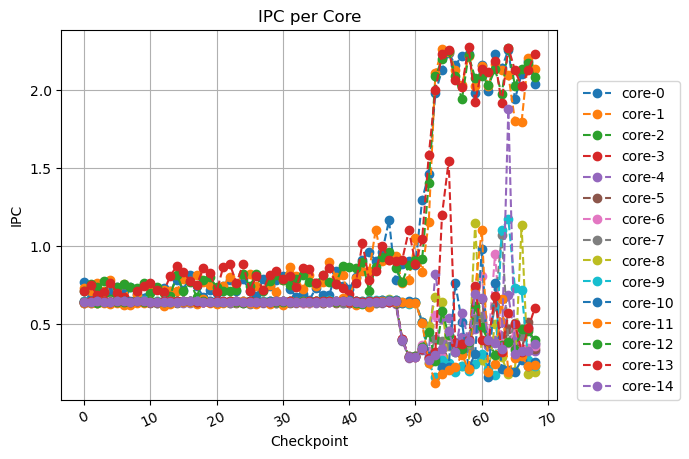 IPC per Core
IPC
2.0
1.5
1.0
0.5
0
10
20
30
40
50
60
70
Checkpoint
core-0
core-1
core-2
core-3
core-4
core-5
core-6
core-7
core-8
core-9
core-10
core-11
core-12
core-13
core-14